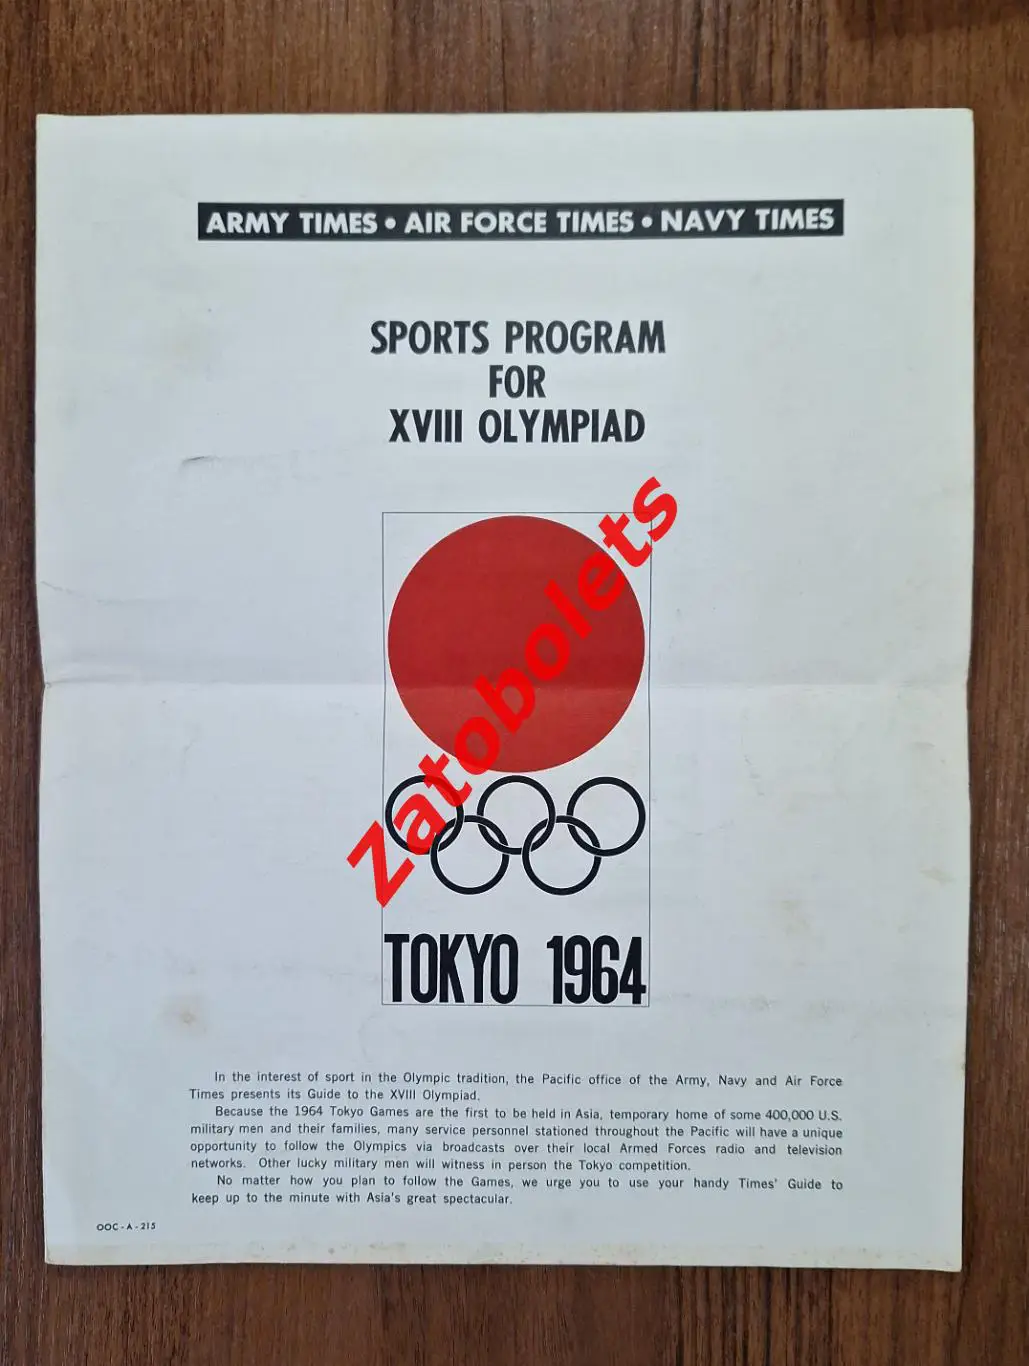 ARMY TIMES • AIR FORCE TIMES • NAVY TIMES
SPORTS PROGRAM
FOR
XVIII OLYMPIAD
Zatobolets
TOKYO 1964
In the interest of sport in the Olympic tradition, the Pacific office of the Army, Navy and Air Force
Times presents its Guide to the XVIII Olympiad.
Because the 1964 Tokyo Games are the first to be held in Asia, temporary home of some 400,000 U.S.
military men and their families, many service personnel stationed throughout the Pacific will have a unique
opportunity to follow the Olympics via broadcasts over their local Armed Forces radio and television
networks. Other lucky military men will witness in person the Tokyo competition.
No matter how you plan to follow the Games, we urge you to use your handy Times' Guide to
keep up to the minute with Asia's great spectacular.
OOC-A-215